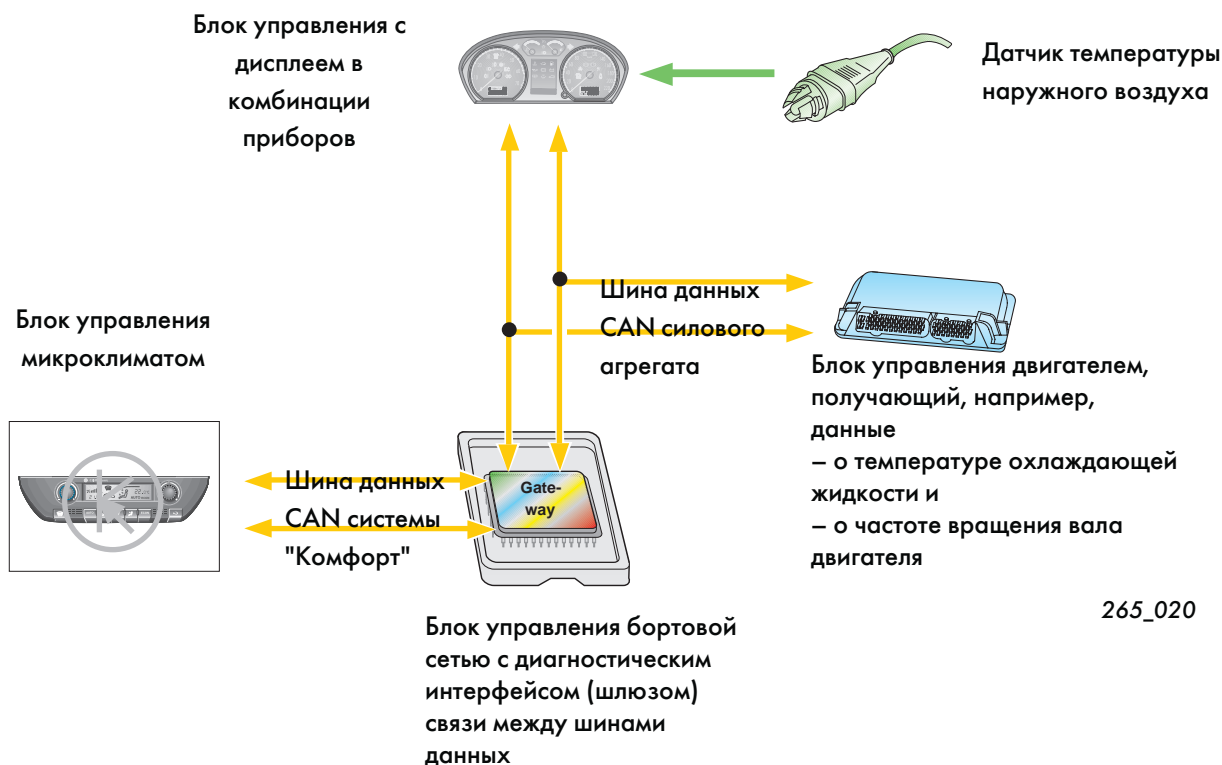 Блок управления с
дисплеем в
комбинации
приборов
Датчик температуры
наружного воздуха
Шина данных
CAN силового
агрегата
Блок управления
микроклиматом
Блок управления двигателем,
получающий, например,
данные
– о температуре охлаждающей
жидкости и
– о частоте вращения вала
двигателя
Шина данных
CAN системы
"Комфорт"
Gate-
way
265_020
Блок управления бортовой
сетью с диагностическим
интерфейсом (шлюзом)
связи между шинами
данных